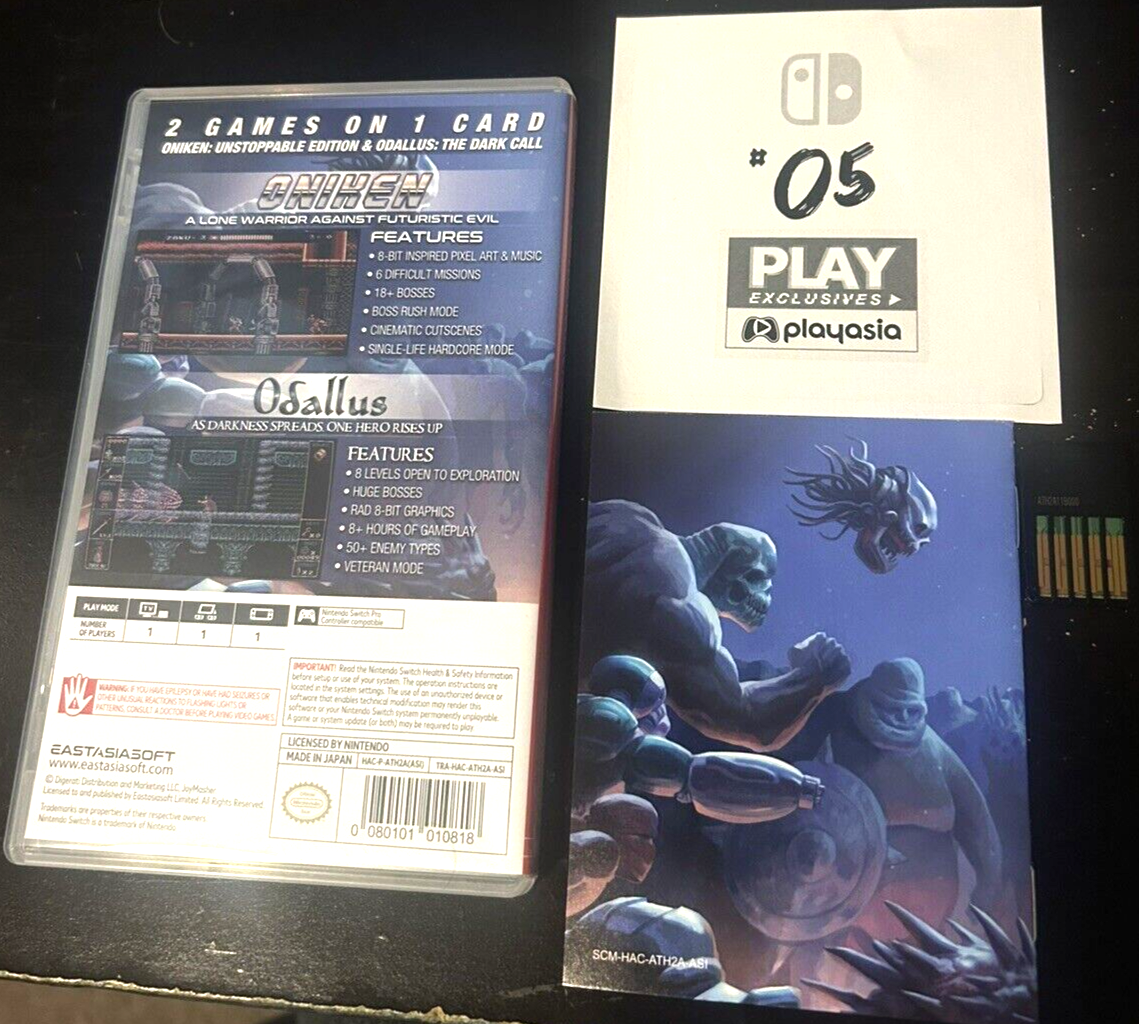 2 GAMES ON 1 CARD
ONIKEN: UNSTOPPABLE EDITION & ODALLUS: THE DARK CALL
ONIKEN
A LONE WARRIOR AGAINST FUTURISTIC EVIL
FEATURES
• 8-BIT INSPIRED PIXEL ART & MUSIC
• 6 DIFFICULT MISSIONS
• 18+ BOSSES
• BOSS RUSH MODE
• CINEMATIC CUTSCENES
• SINGLE-LIFE HARDCORE MODE
Odallus
AS DARKNESS SPREADS, ONE HERO RISES UP
FEATURES
• 8 LEVELS OPEN TO EXPLORATION
• HUGE BOSSES
• RAD 8-BIT GRAPHICS
• 8+ HOURS OF GAMEPLAY
• 50+ ENEMY TYPES
• VETERAN MODE
PLAY MODE
TV
NUMBER OF PLAYERS
1 1 1
Nintendo Switch Pro
Controller compatible
WARNING: IF YOU HAVE EPILEPSY OR HAVE HAD SEIZURES OR
OTHER UNUSUAL REACTIONS TO FLASHING LIGHTS OR
PATTERNS, CONSULT A DOCTOR BEFORE PLAYING VIDEO GAMES.
IMPORTANT! Read the Nintendo Switch Health & Safety Information
before setup or use of your system. The operation instructions are
located in the system settings. The use of an unauthorized device or
software that enables technical modification may render this
software or your Nintendo Switch system permanently unplayable.
A game or system update (or both) may be required to play
EASTASIASOFT
www.eastasiasoft.com
© Digerati Distribution and Marketing LLC, JoyMasher
Licensed to and published by Eastasiasoft Limited. All Rights Reserved.
Trademarks are properties of their respective owners.
Nintendo Switch is a trademark of Nintendo.
LICENSED BY NINTENDO
MADE IN JAPAN HAC-P-ATH2A(ASI) TRA-HAC-ATH2A-ASI
0 080101 010818
#05
PLAY
EXCLUSIVES
playasia
SCM-HAC-ATH2A-ASI